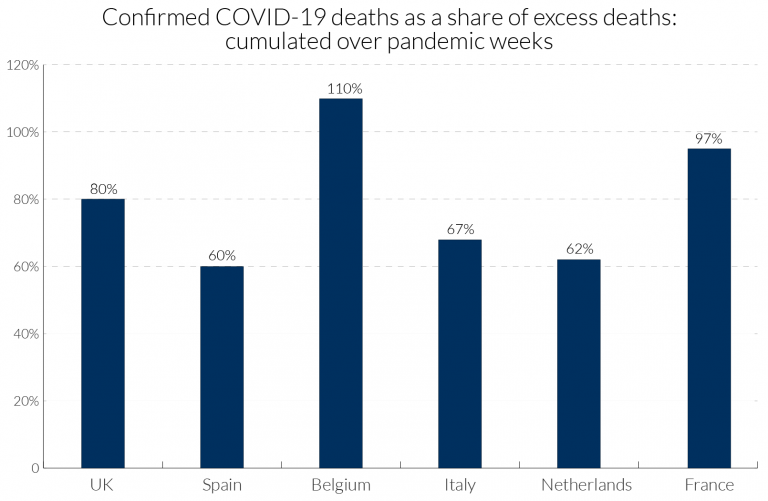 Confirmed COVID-19 deaths as a share of excess deaths:
cumulated over pandemic weeks
120%
100%
80%
60%
40%
20%
0
80%
60%
110%
67%
62%
97%
UK
Spain
Belgium
Italy
Netherlands
France